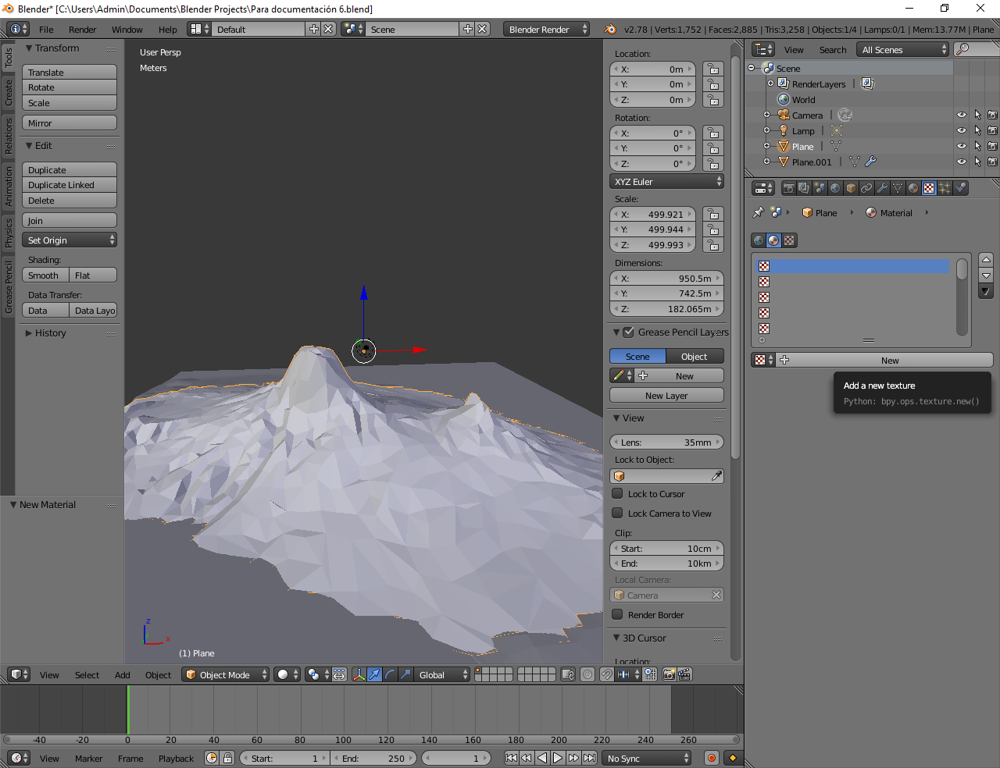 Blender* [C:\Users\Admin\Documents\Blender Projects\Para documentación 6.blend]
File Render Window Help Default Scene Blender Render v2.78 | Verts:1,752 | Faces:2,885 | Tris:3,258 | Objects:1/4 | Lamps:0/1 | Mem:13.77M | Plane
Tools
Create
Relations
Animation
Physics
Grease Pencil
Transform
Translate
Rotate
Scale
Mirror
Edit
Duplicate
Duplicate Linked
Delete
Join
Set Origin
Shading:
Smooth Flat
Data Transfer:
Data Data Layo
History
New Material
User Persp
Meters
z
x
(1) Plane
Location:
X: 0m
Y: 0m
Z: 0m
Rotation:
X: 0°
Y: 0°
Z: 0°
XYZ Euler
Scale:
X: 499.921
Y: 499.944
Z: 499.993
Dimensions:
X: 950.5m
Y: 742.5m
Z: 182.065m
Grease Pencil Layers
Scene Object
New
New Layer
View
Lens: 35mm
Lock to Object:
Lock to Cursor
Lock Camera to View
Clip:
Start: 10cm
End: 10km
Local Camera:
Camera
Render Border
3D Cursor
Location:
View Search All Scenes
Scene
RenderLayers |
World
Camera |
Lamp |
Plane |
Plane.001 |
Plane Material
New
Add a new texture
Python: bpy.ops.texture.new()
View Select Add Object Object Mode Global
-40 -20 0 20 40 60 80 100 120 140 160 180 200 220 240 260
View Marker Frame Playback Start: 1 End: 250 1 No Sync